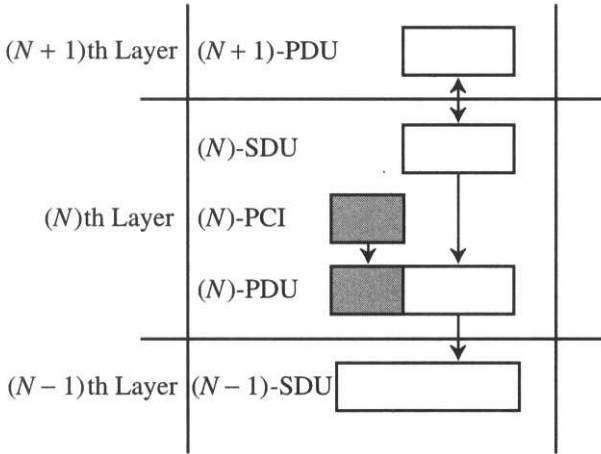 (N + 1)th Layer (N + 1)-PDU
(N)-SDU
(N)th Layer (N)-PCI
(N)-PDU
(N − 1)th Layer (N − 1)-SDU